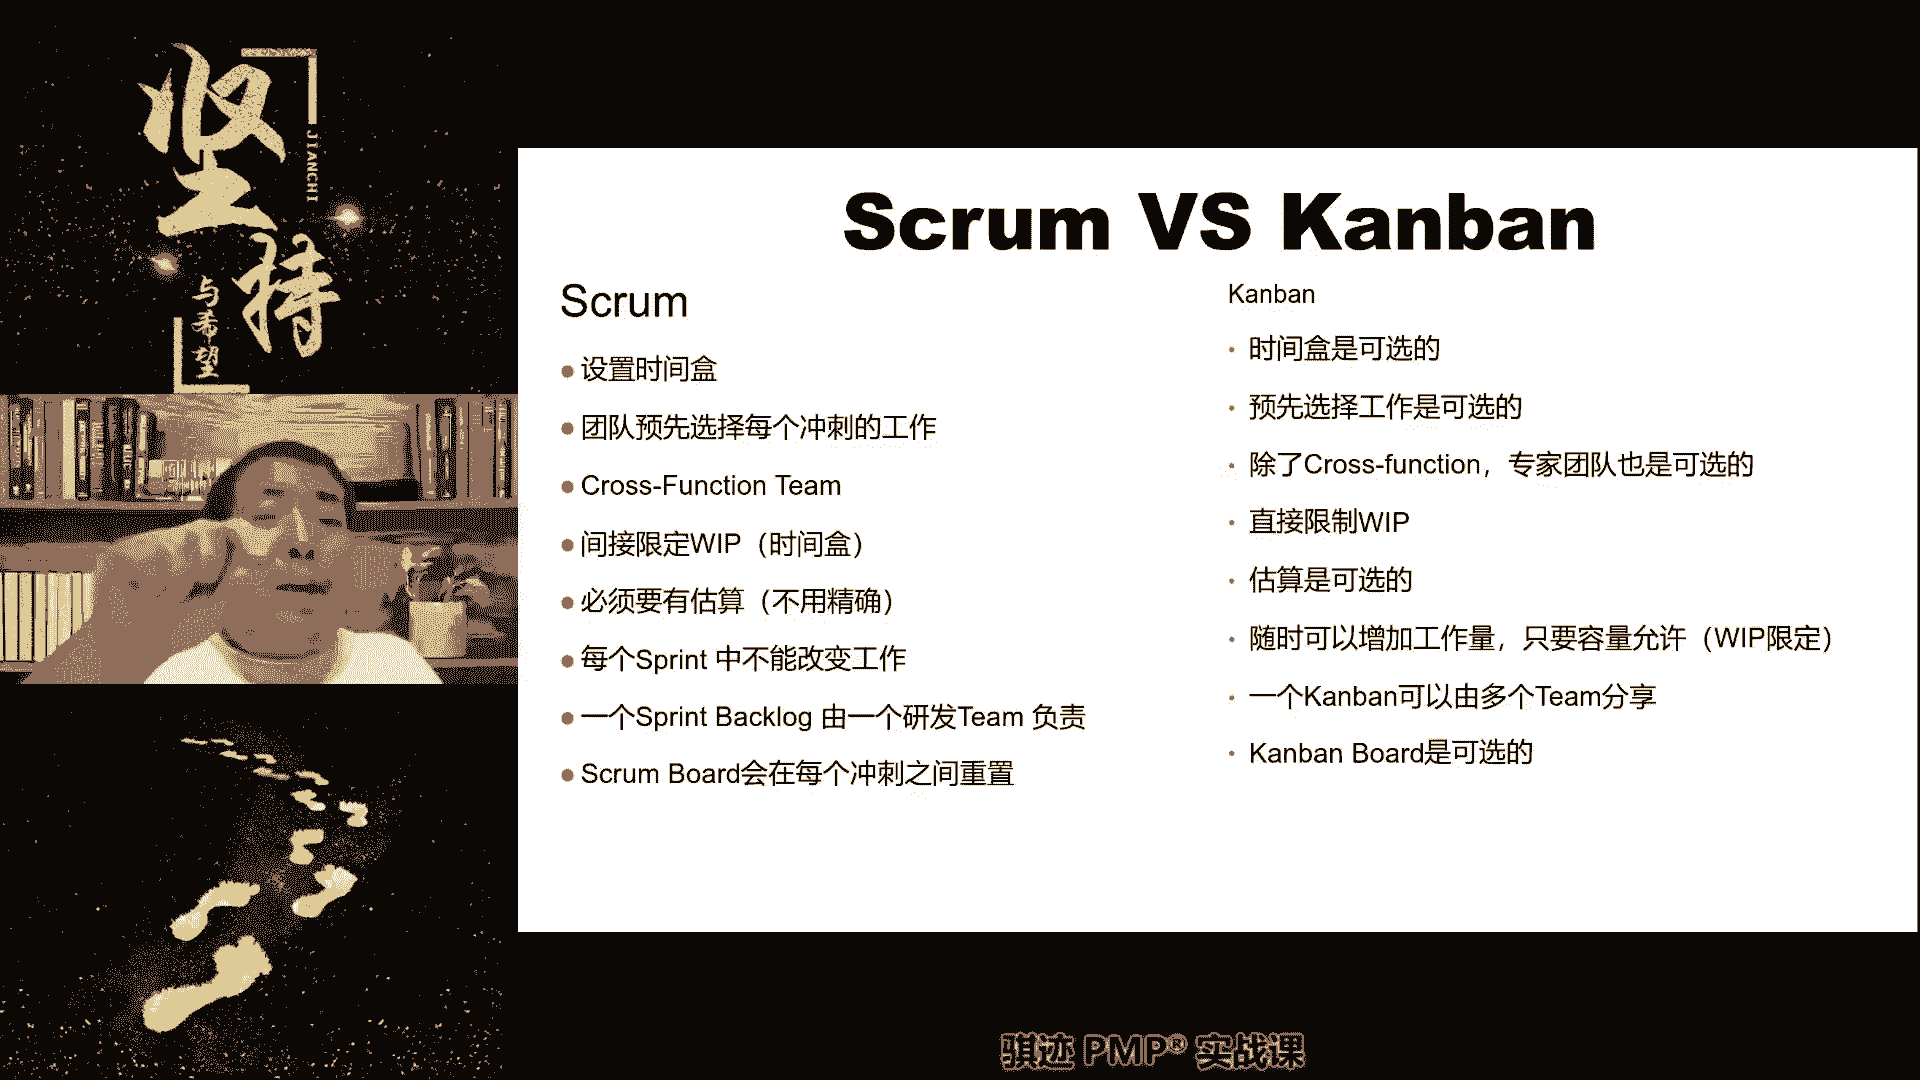 坚持
JIANCHI
与希望
Scrum VS Kanban
Scrum
设置时间盒
团队预先选择每个冲刺的工作
Cross-Function Team
间接限定WIP（时间盒）
必须要有估算（不用精确）
每个Sprint 中不能改变工作
一个Sprint Backlog 由一个研发Team 负责
Scrum Board会在每个冲刺之间重置
Kanban
时间盒是可选的
预先选择工作是可选的
除了Cross-function，专家团队也是可选的
直接限制WIP
估算是可选的
随时可以增加工作量，只要容量允许（WIP限定）
一个Kanban可以由多个Team分享
Kanban Board是可选的
骐迹 PMP® 实战课